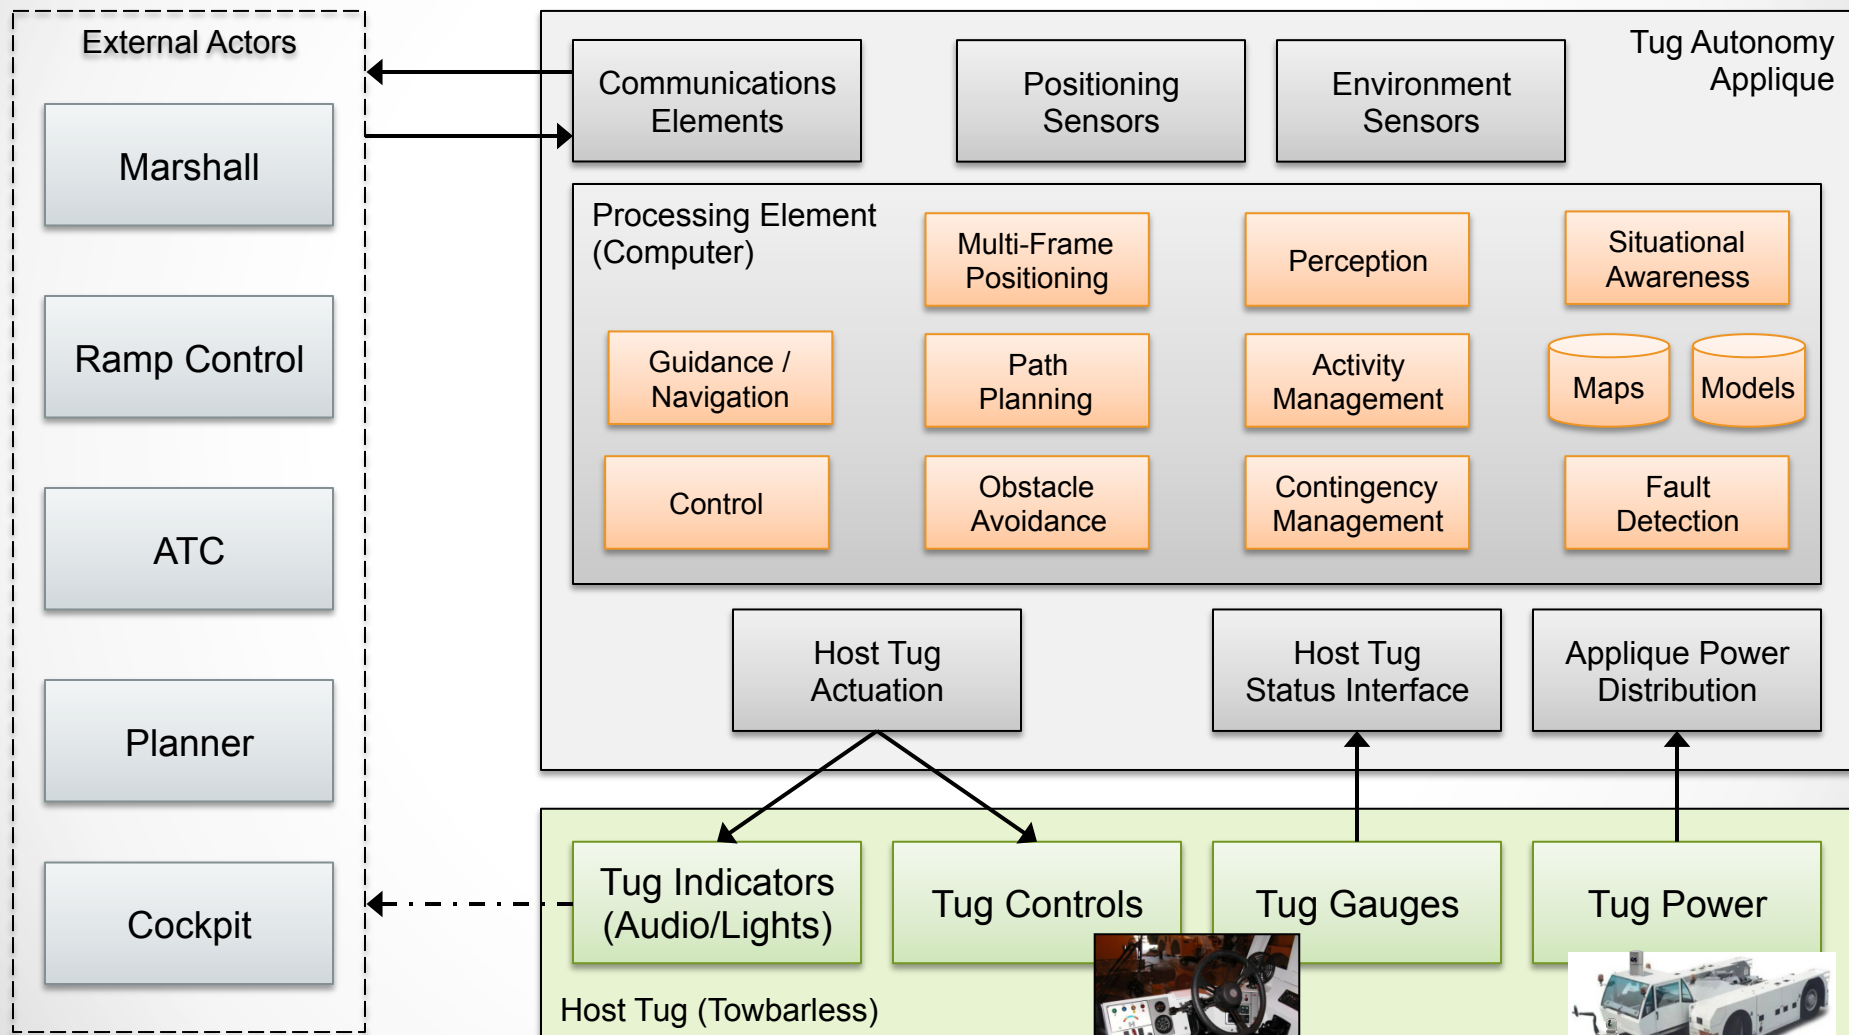 External Actors
Marshall
Ramp Control
ATC
Planner
Cockpit
Tug Autonomy
Applique
Communications
Elements
Positioning
Sensors
Environment
Sensors
Processing Element
(Computer)
Multi-Frame
Positioning
Perception
Situational
Awareness
Guidance /
Navigation
Path
Planning
Activity
Management
Maps
Models
Control
Obstacle
Avoidance
Contingency
Management
Fault
Detection
Host Tug
Actuation
Host Tug
Status Interface
Applique Power
Distribution
Tug Indicators
(Audio/Lights)
Tug Controls
Tug Gauges
Tug Power
Host Tug (Towbarless)